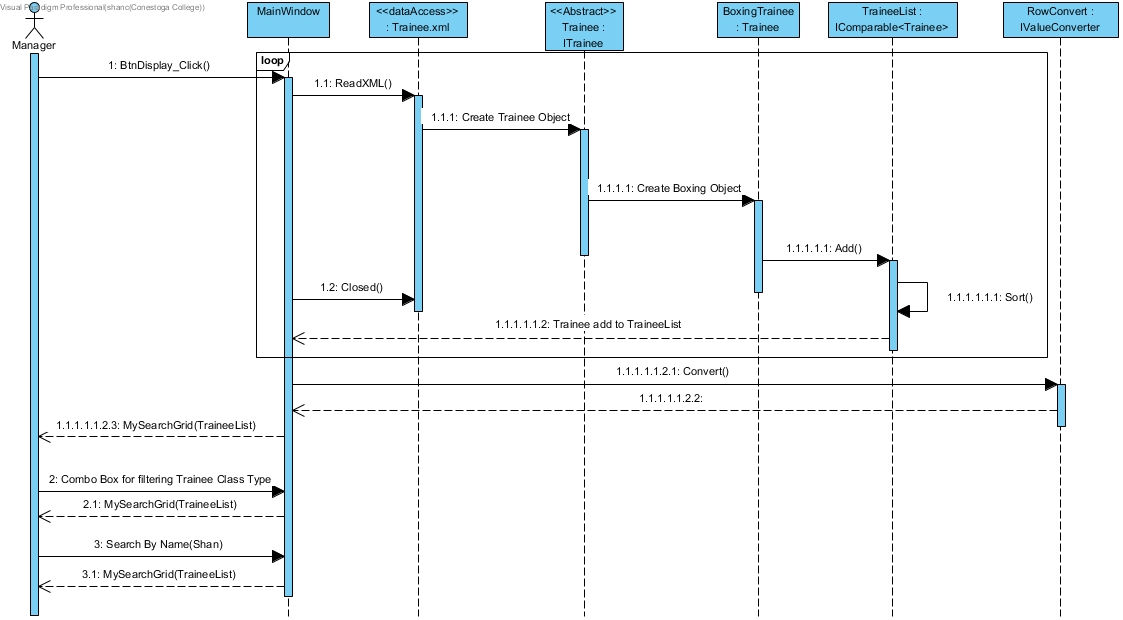 Visual Paradigm Professional(shanc(Conestoga College))
Manager
MainWindow
<<dataAccess>>
: Trainee.xml
<<Abstract>>
Trainee :
ITrainee
BoxingTrainee
: Trainee
TraineeList :
IComparable<Trainee>
RowConvert :
IValueConverter
loop
1: BtnDisplay_Click()
1.1: ReadXML()
1.1.1: Create Trainee Object
1.1.1.1: Create Boxing Object
1.1.1.1.1: Add()
1.2: Closed()
1.1.1.1.1.1: Sort()
1.1.1.1.1.2: Trainee add to TraineeList
1.1.1.1.1.2.1: Convert()
1.1.1.1.1.2.2:
1.1.1.1.1.2.3: MySearchGrid(TraineeList)
2: Combo Box for filtering Trainee Class Type
2.1: MySearchGrid(TraineeList)
3: Search By Name(Shan)
3.1: MySearchGrid(TraineeList)